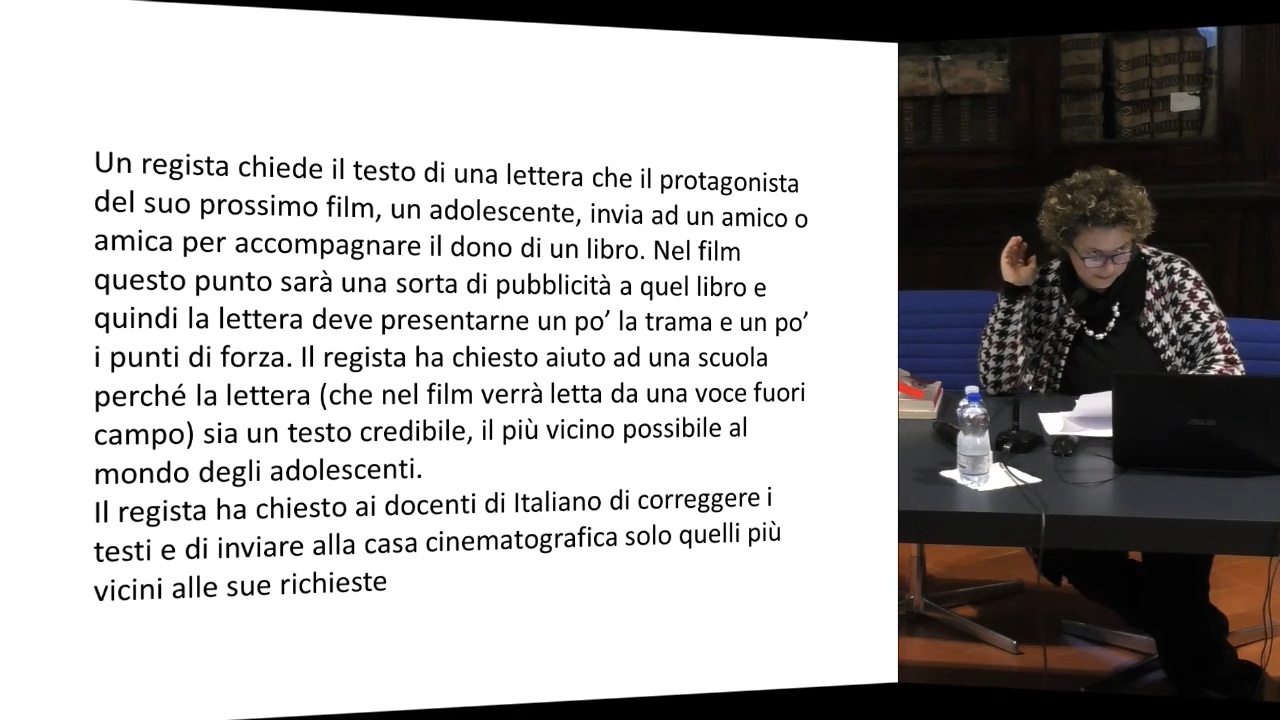 Un regista chiede il testo di una lettera che il protagonista
del suo prossimo film, un adolescente, invia ad un amico o
amica per accompagnare il dono di un libro. Nel film
questo punto sarà una sorta di pubblicità a quel libro e
quindi la lettera deve presentarne un po’ la trama e un po’
i punti di forza. Il regista ha chiesto aiuto ad una scuola
perché la lettera (che nel film verrà letta da una voce fuori
campo) sia un testo credibile, il più vicino possibile al
mondo degli adolescenti.
Il regista ha chiesto ai docenti di Italiano di correggere i
testi e di inviare alla casa cinematografica solo quelli più
vicini alle sue richieste
ASUS